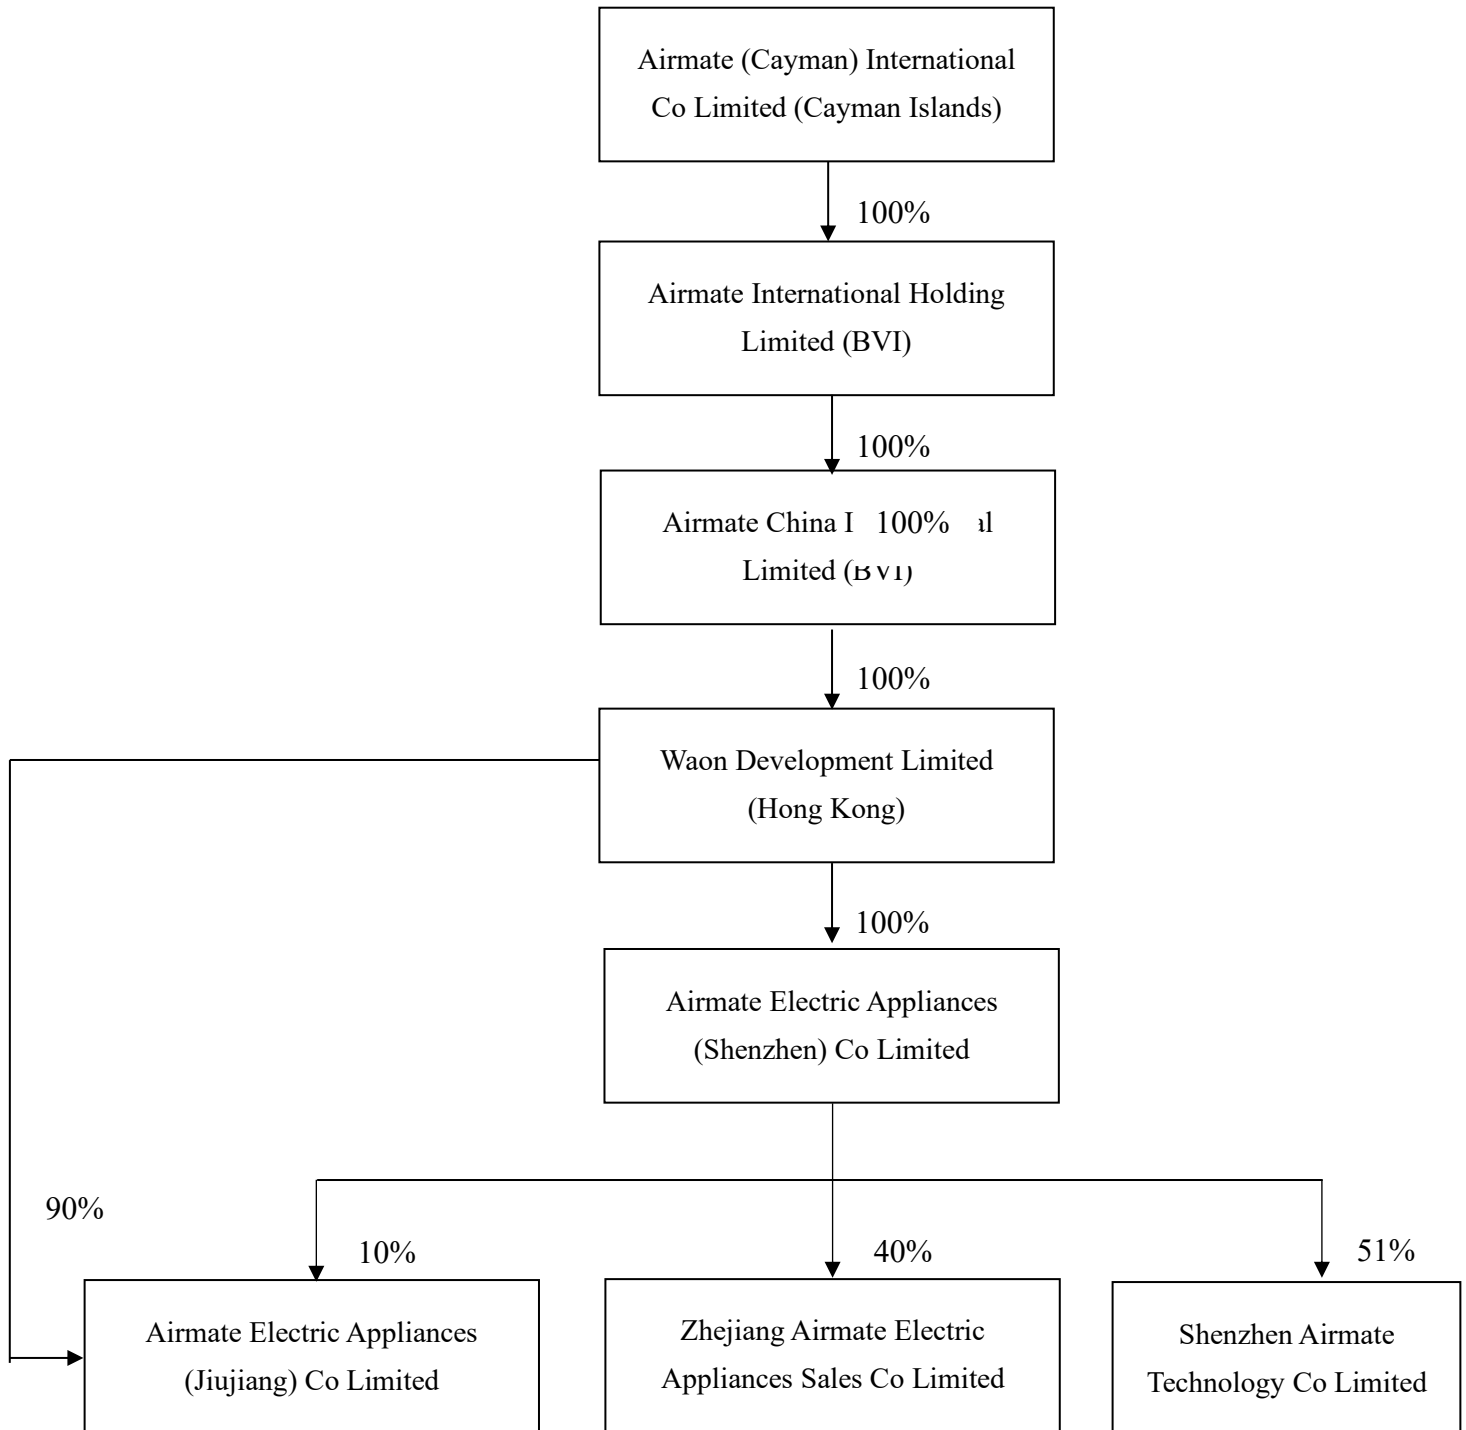 Airmate (Cayman) International
Co Limited (Cayman Islands)
100%
Airmate International Holding
Limited (BVI)
100%
Airmate China I 100% al
Limited (BVI)
100%
Waon Development Limited
(Hong Kong)
100%
Airmate Electric Appliances
(Shenzhen) Co Limited
90%
10%
40%
51%
Airmate Electric Appliances
(Jiujiang) Co Limited
Zhejiang Airmate Electric
Appliances Sales Co Limited
Shenzhen Airmate
Technology Co Limited